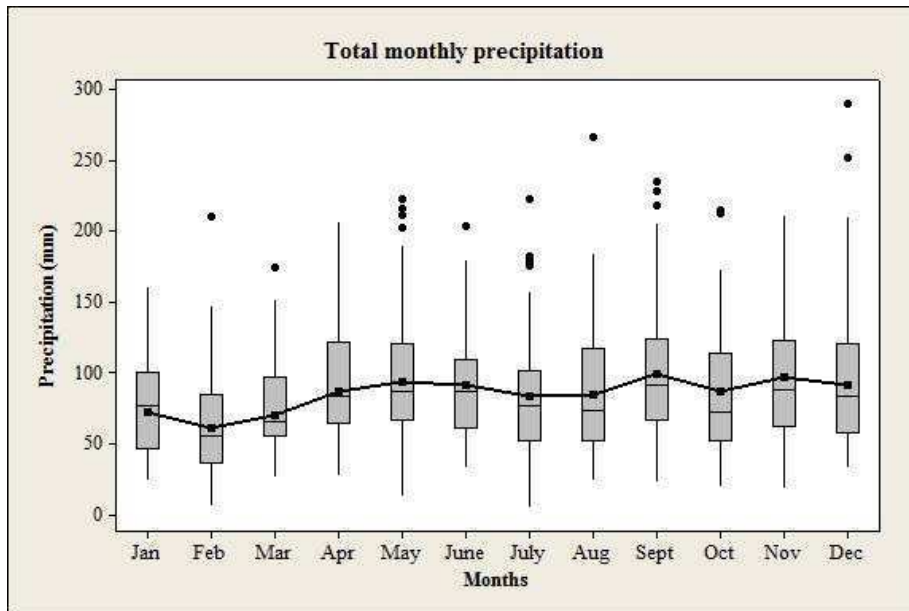 Total monthly precipitation
Precipitation (mm)
300
250
200
150
100
50
0
Jan Feb Mar Apr May June July Aug Sept Oct Nov Dec
Months